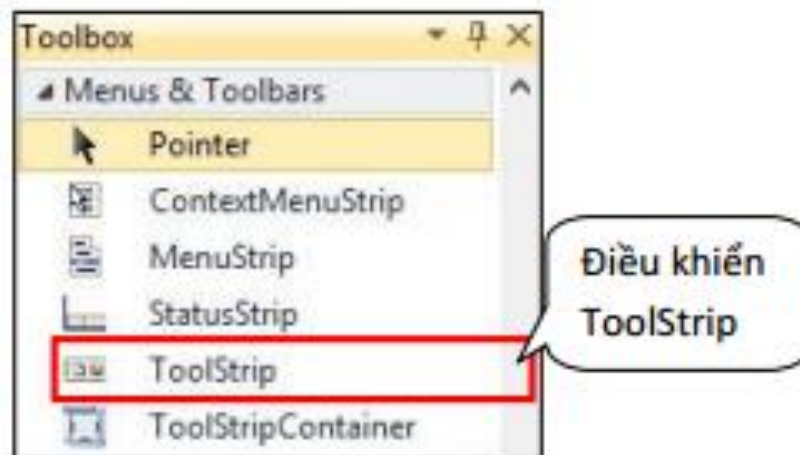 Toolbox
Menus & Toolbars
Pointer
ContextMenuStrip
MenuStrip
StatusStrip
ToolStrip
ToolStripContainer
Điều khiển
ToolStrip